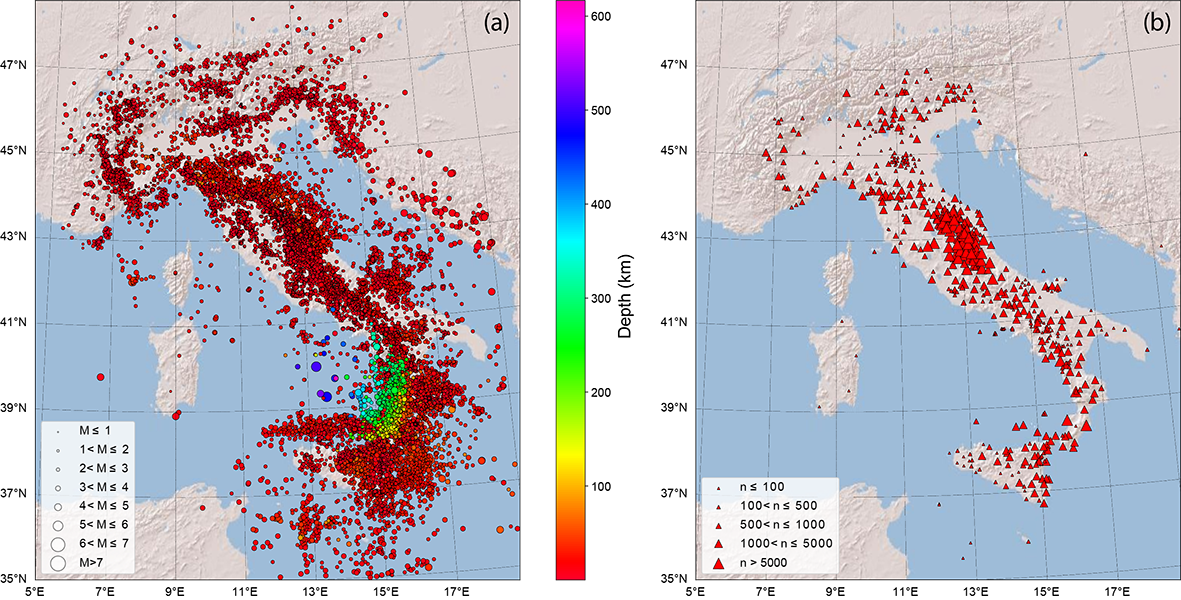 (a)
47°N
45°N
43°N
41°N
39°N
37°N
35°N
5°E 7°E 9°E 11°E 13°E 15°E 17°E
M ≤ 1
1< M ≤ 2
2< M ≤ 3
3< M ≤ 4
4< M ≤ 5
5< M ≤ 6
6< M ≤ 7
M>7
600
500
400
300
200
100
Depth (km)
(b)
47°N
45°N
43°N
41°N
39°N
37°N
35°N
5°E 7°E 9°E 11°E 13°E 15°E 17°E
n ≤ 100
100< n ≤ 500
500< n ≤ 1000
1000< n ≤ 5000
n > 5000